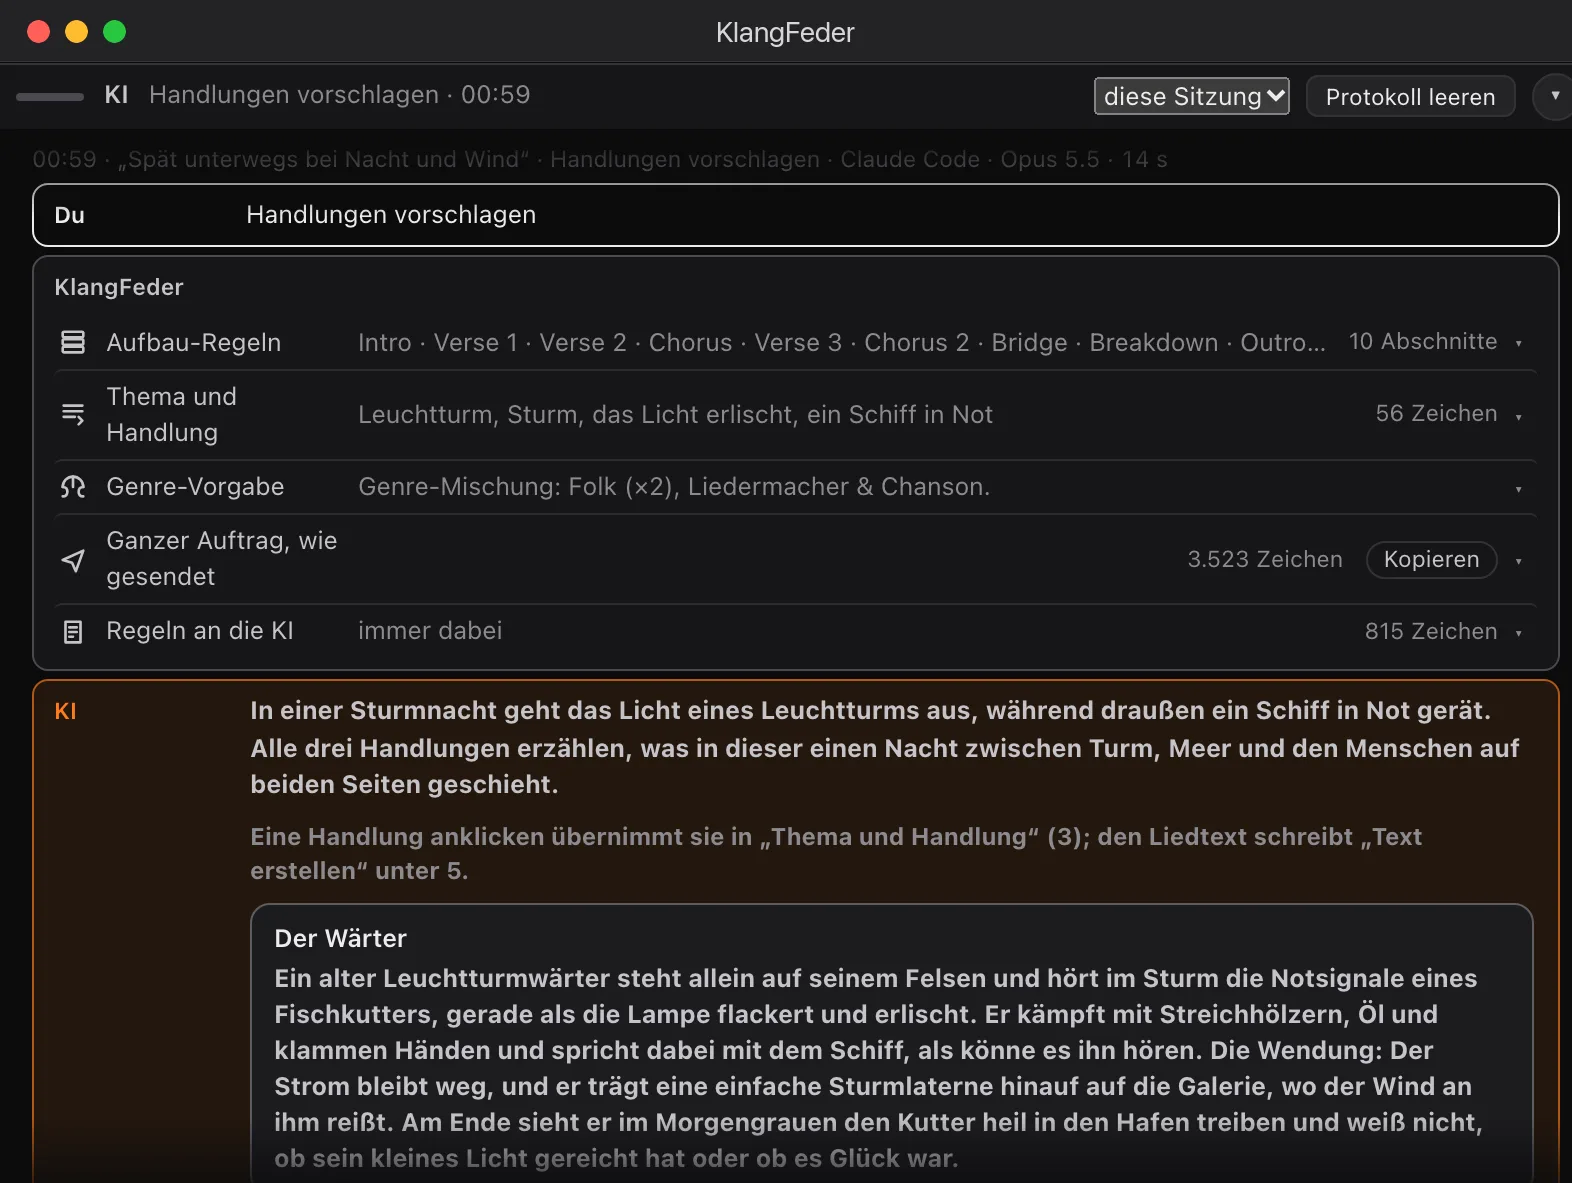 KlangFeder
KI Handlungen vorschlagen · 00:59 diese Sitzung Protokoll leeren ▾
00:59 · „Spät unterwegs bei Nacht und Wind“ · Handlungen vorschlagen · Claude Code · Opus 5.5 · 14 s
Du Handlungen vorschlagen
KlangFeder
Aufbau-Regeln Intro · Verse 1 · Verse 2 · Chorus · Verse 3 · Chorus 2 · Bridge · Breakdown · Outro… 10 Abschnitte ▾
Thema und
Handlung
Leuchtturm, Sturm, das Licht erlischt, ein Schiff in Not 56 Zeichen ▾
Genre-Vorgabe Genre-Mischung: Folk (×2), Liedermacher & Chanson. ▾
Ganzer Auftrag, wie
gesendet
3.523 Zeichen Kopieren ▾
Regeln an die KI immer dabei 815 Zeichen ▾
KI
In einer Sturmnacht geht das Licht eines Leuchtturms aus, während draußen ein Schiff in Not gerät.
Alle drei Handlungen erzählen, was in dieser einen Nacht zwischen Turm, Meer und den Menschen auf
beiden Seiten geschieht.
Eine Handlung anklicken übernimmt sie in „Thema und Handlung“ (3); den Liedtext schreibt „Text
erstellen“ unter 5.
Der Wärter
Ein alter Leuchtturmwärter steht allein auf seinem Felsen und hört im Sturm die Notsignale eines
Fischkutters, gerade als die Lampe flackert und erlischt. Er kämpft mit Streichhölzern, Öl und
klammen Händen und spricht dabei mit dem Schiff, als könne es ihn hören. Die Wendung: Der
Strom bleibt weg, und er trägt eine einfache Sturmlaterne hinauf auf die Galerie, wo der Wind an
ihm reißt. Am Ende sieht er im Morgengrauen den Kutter heil in den Hafen treiben und weiß nicht,
ob sein kleines Licht gereicht hat oder ob es Glück war.